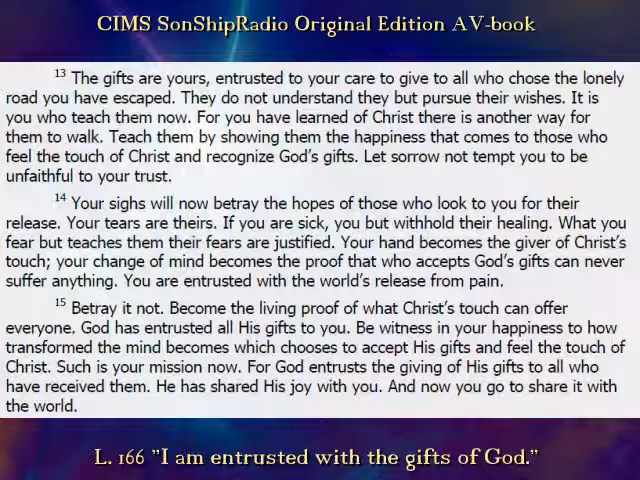 CIMS SonShipRadio Original Edition AV-book
13 The gifts are yours, entrusted to your care to give to all who chose the lonely
road you have escaped. They do not understand they but pursue their wishes. It is
you who teach them now. For you have learned of Christ there is another way for
them to walk. Teach them by showing them the happiness that comes to those who
feel the touch of Christ and recognize God's gifts. Let sorrow not tempt you to be
unfaithful to your trust.
14 Your sighs will now betray the hopes of those who look to you for their
release. Your tears are theirs. If you are sick, you but withhold their healing. What you
fear but teaches them their fears are justified. Your hand becomes the giver of Christ's
touch; your change of mind becomes the proof that who accepts God's gifts can never
suffer anything. You are entrusted with the world's release from pain.
15 Betray it not. Become the living proof of what Christ's touch can offer
everyone. God has entrusted all His gifts to you. Be witness in your happiness to how
transformed the mind becomes which chooses to accept His gifts and feel the touch of
Christ. Such is your mission now. For God entrusts the giving of His gifts to all who
have received them. He has shared His joy with you. And now you go to share it with
the world.
L. 166 "I am entrusted with the gifts of God."